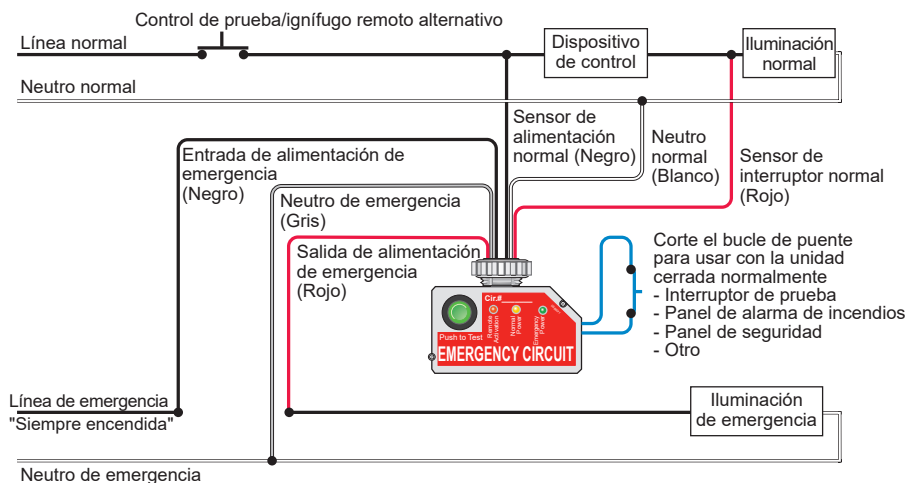 Control de prueba/ignífugo remoto alternativo
Línea normal
Dispositivo
de control
Iluminación
normal
Neutro normal
Sensor de
alimentación
normal (Negro)
Neutro
normal
(Blanco)
Sensor de
interruptor normal
(Rojo)
Entrada de alimentación de
emergencia
(Negro)
Neutro de emergencia
(Gris)
Salida de alimentación
de emergencia
(Rojo)
Corte el bucle de puente
para usar con la unidad
cerrada normalmente
- Interruptor de prueba
- Panel de alarma de incendios
- Panel de seguridad
- Otro
Cir.#
Push to Test
Remote
Activation
Normal
Power
Emergency
Power
EMERGENCY CIRCUIT
Línea de emergencia
"Siempre encendida"
Iluminación
de emergencia
Neutro de emergencia